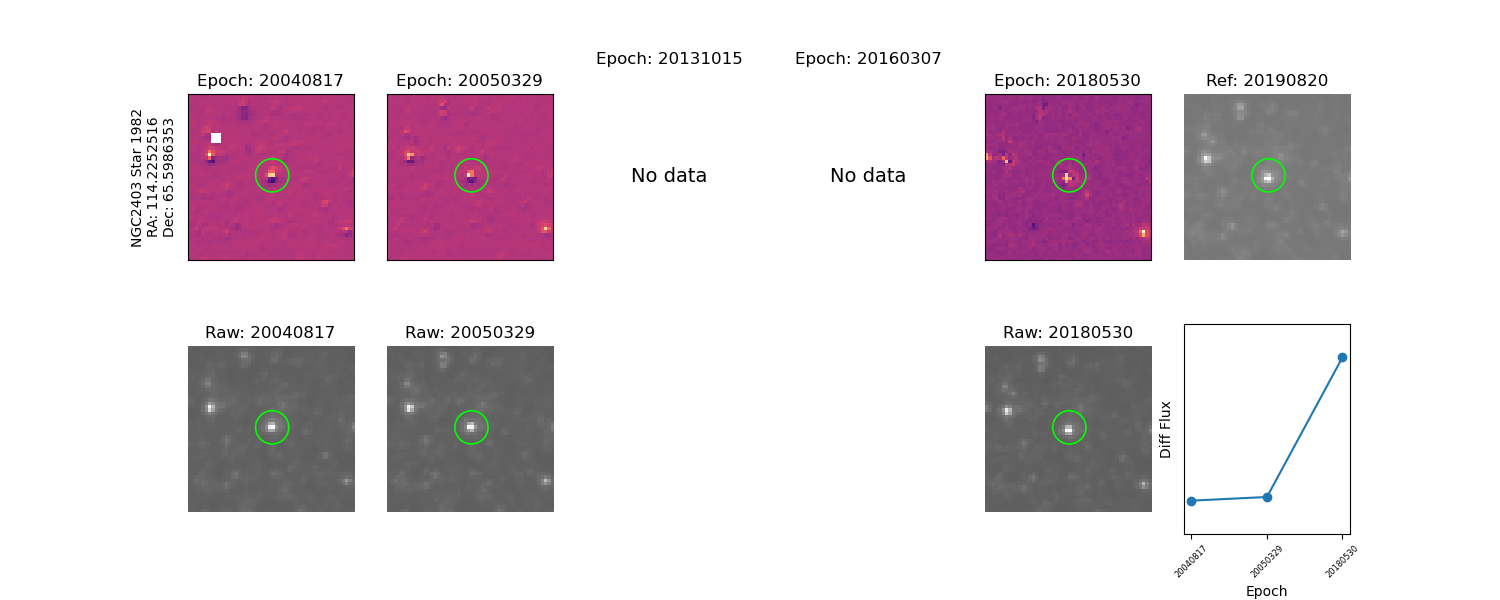 Epoch: 20131015
Epoch: 20160307
Epoch: 20040817
Epoch: 20050329
Epoch: 20180530
Ref: 20190820
NGC2403 Star 1982
RA: 114.2252516
Dec: 65.5986353
No data
No data
Raw: 20040817
Raw: 20050329
Raw: 20180530
Diff Flux
20040817
20050329
20180530
Epoch